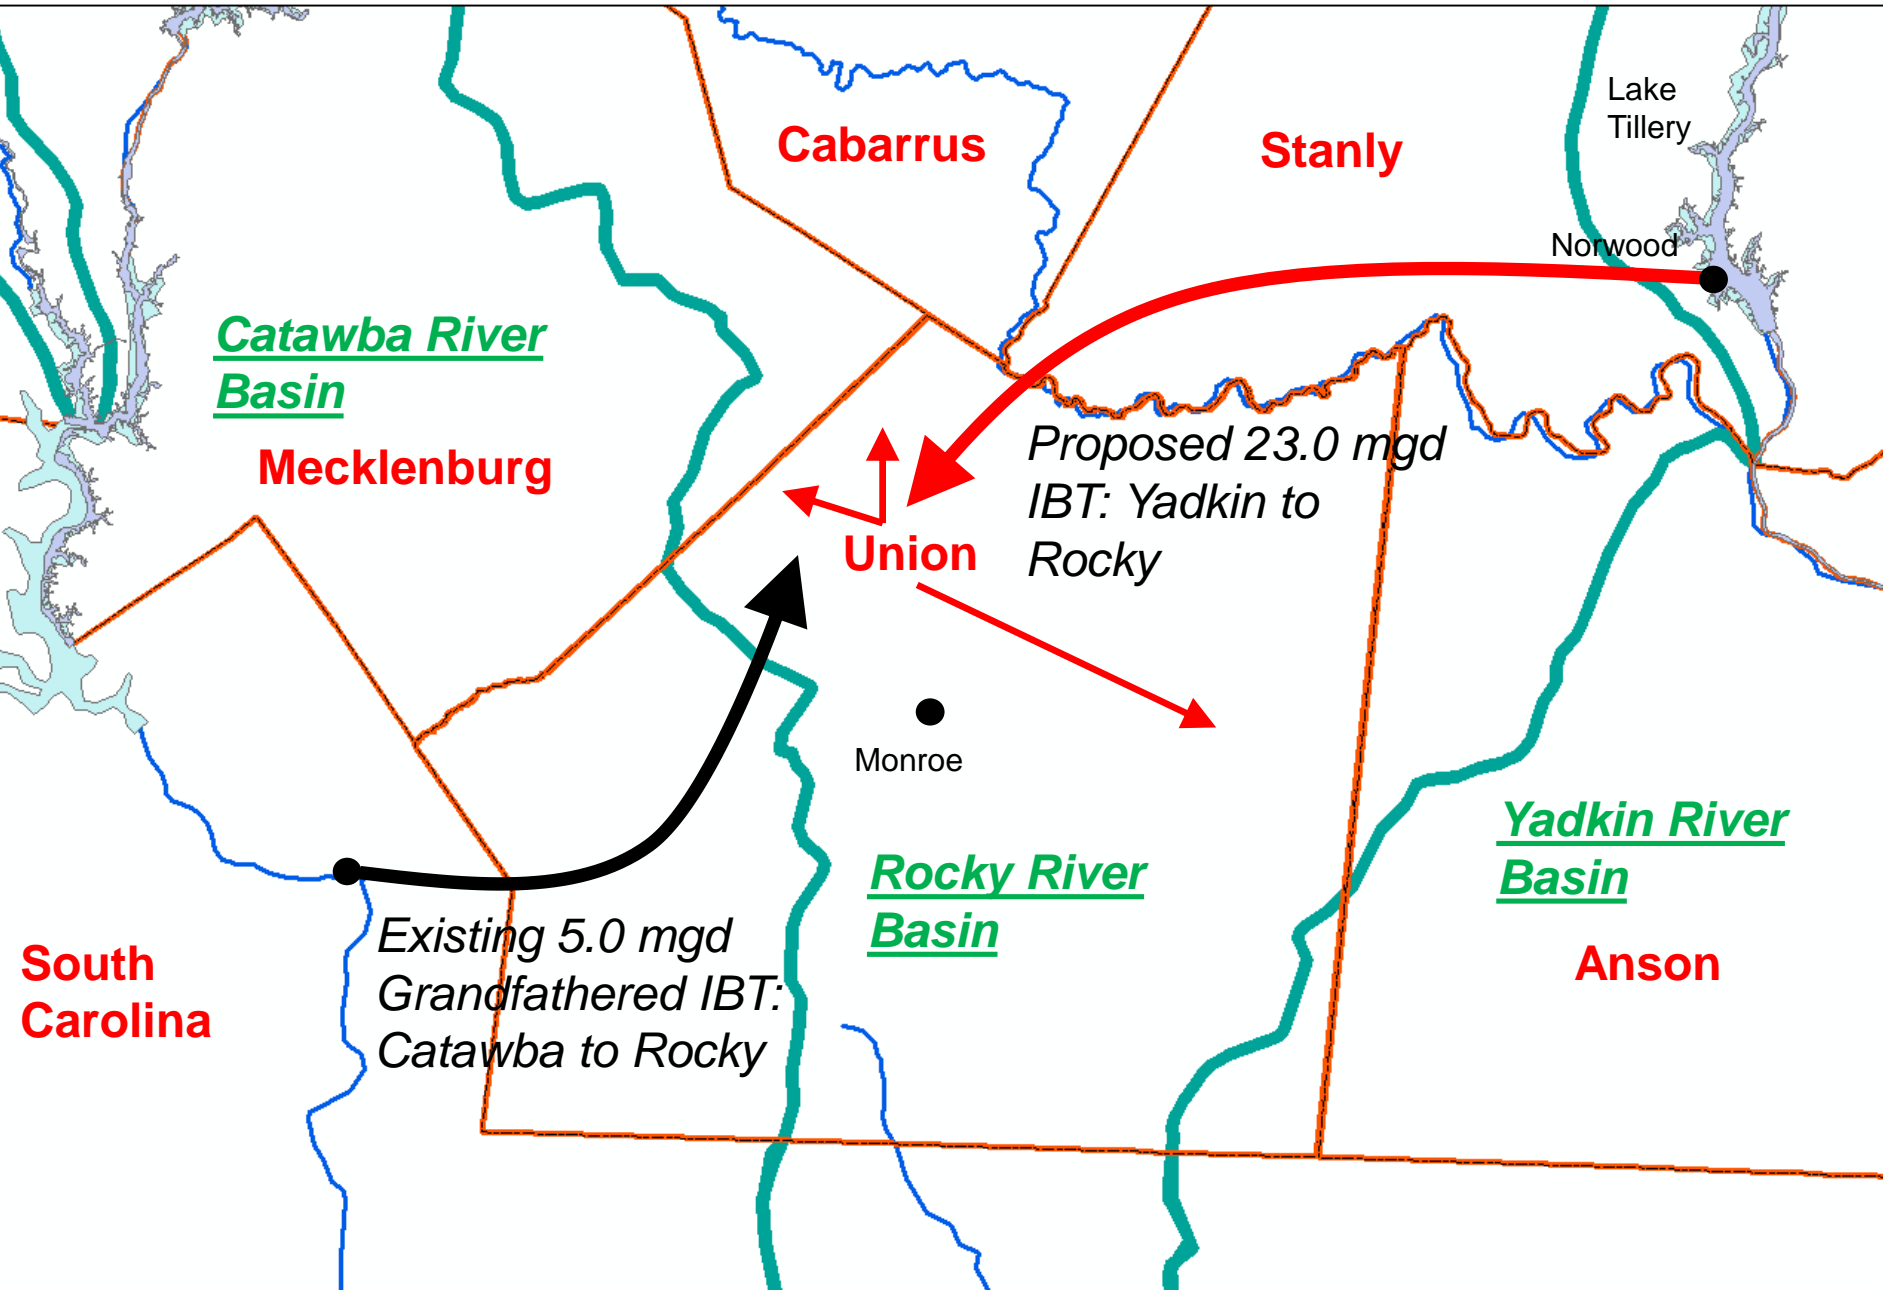 Lake
Tillery
Cabarrus
Stanly
Norwood
Catawba River
Basin
Mecklenburg
Proposed 23.0 mgd
IBT: Yadkin to
Rocky
Union
Monroe
Yadkin River
Basin
Rocky River
Basin
Existing 5.0 mgd
Grandfathered IBT:
Catawba to Rocky
South
Carolina
Anson